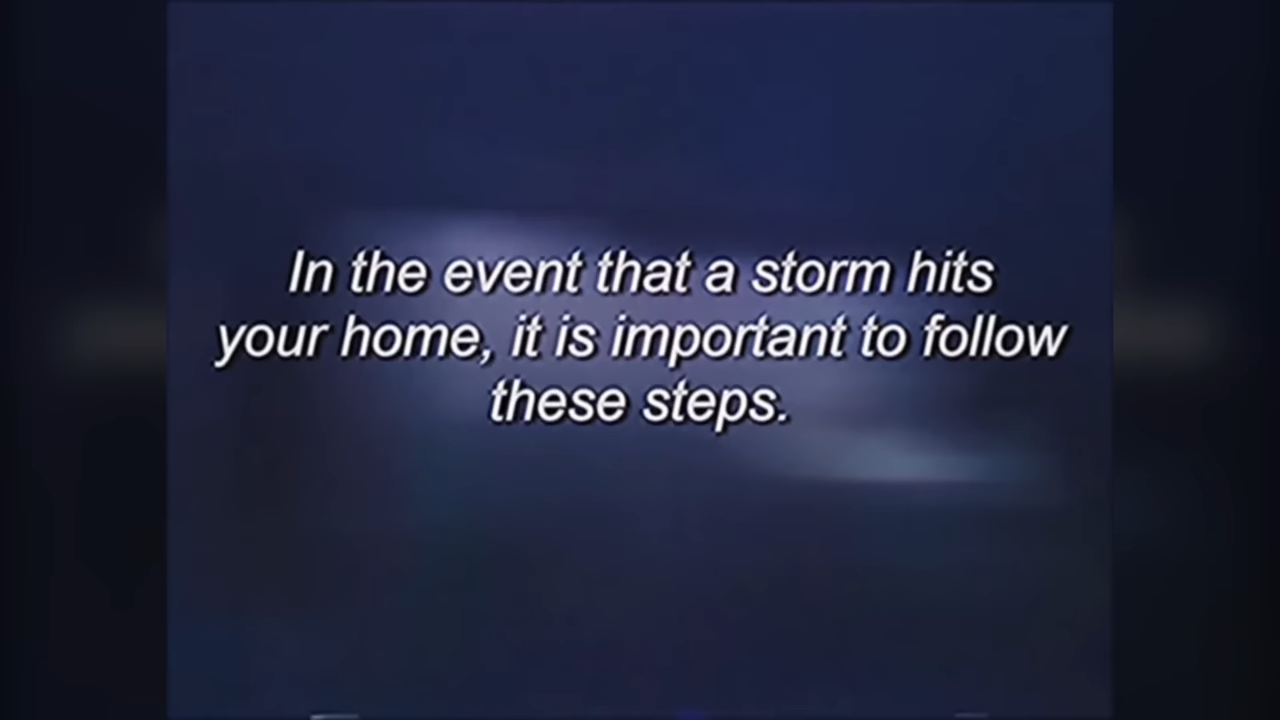 In the event that a storm hits
your home, it is important to follow
these steps.